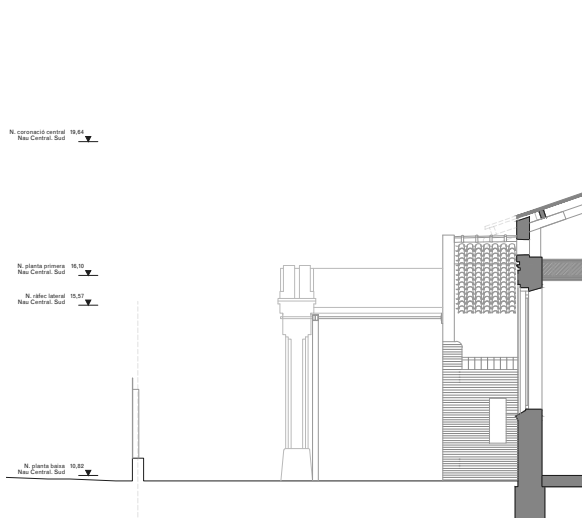 N. coronació central 19,64
Nau Central. Sud
N. planta primera 16,10
Nau Central. Sud
N. ràfec lateral 15,57
Nau Central. Sud
N. planta baixa 10,82
Nau Central. Sud